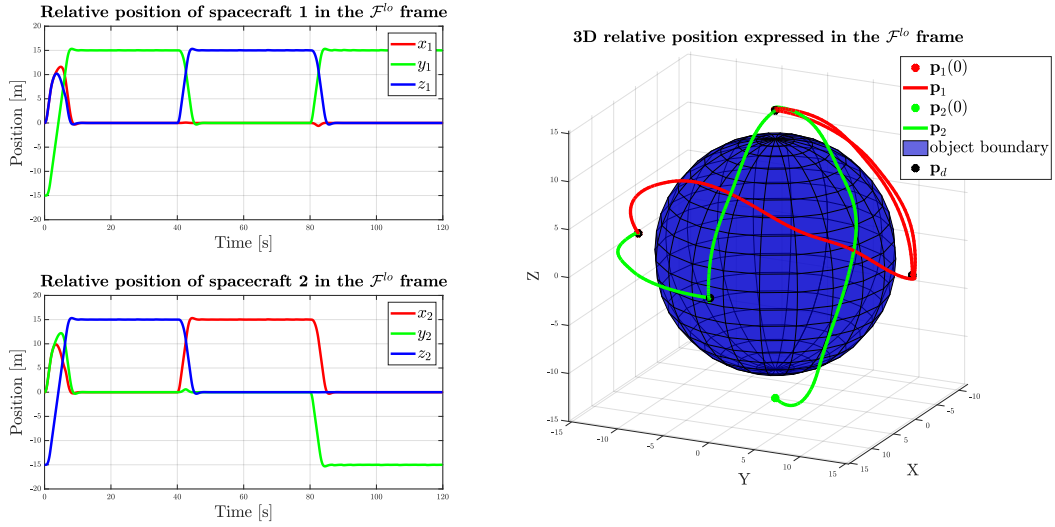 Relative position of spacecraft 1 in the 𝓕ˡᵒ frame
20
15
10
5
0
-5
-10
-15
-20
0 20 40 60 80 100 120
Position [m]
Time [s]
x₁
y₁
z₁
Relative position of spacecraft 2 in the 𝓕ˡᵒ frame
20
15
10
5
0
-5
-10
-15
-20
0 20 40 60 80 100 120
Position [m]
Time [s]
x₂
y₂
z₂
3D relative position expressed in the 𝓕ˡᵒ frame
p₁(0)
p₁
p₂(0)
p₂
object boundary
p_d
15
10
5
0
-5
-10
-15
Z
-15 -10 -5 0 5 10 15
Y
15 10 5 0 -5 -10
X